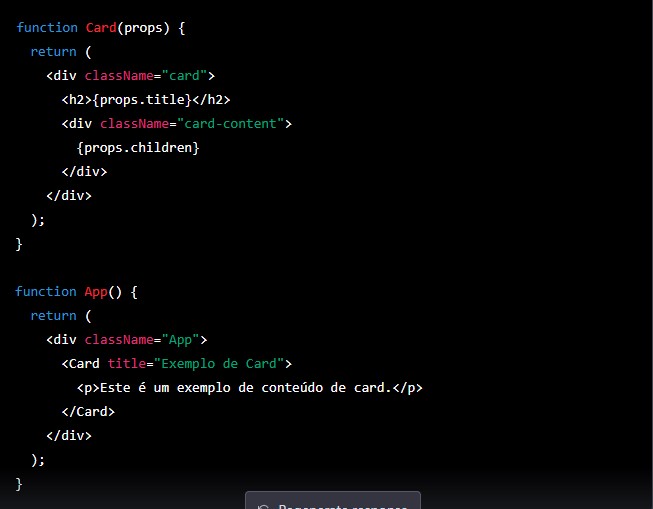 function Card(props) {
return (
<div className="card">
<h2>{props.title}</h2>
<div className="card-content">
{props.children}
</div>
</div>
);
}
function App() {
return (
<div className="App">
<Card title="Exemplo de Card">
<p>Este é um exemplo de conteúdo de card.</p>
</Card>
</div>
);
}
Regenerate response